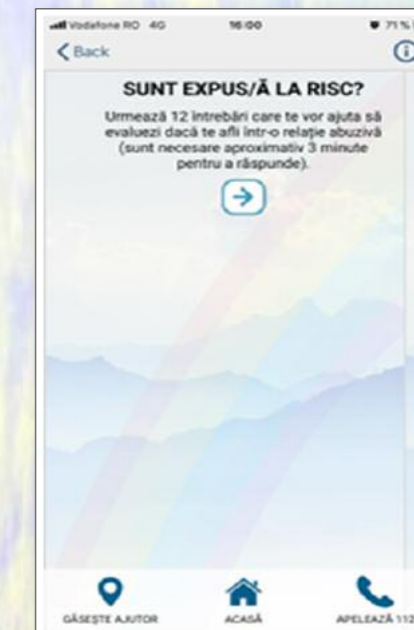 Vodafone RO 4G 16:00 71 %
Back
SUNT EXPUS/Ă LA RISC?
Urmează 12 întrebări care te vor ajuta să
evaluezi dacă te afli într-o relație abuzivă
(sunt necesare aproximativ 3 minute
pentru a răspunde).
GĂSEȘTE AJUTOR ACASĂ APELEAZĂ 112